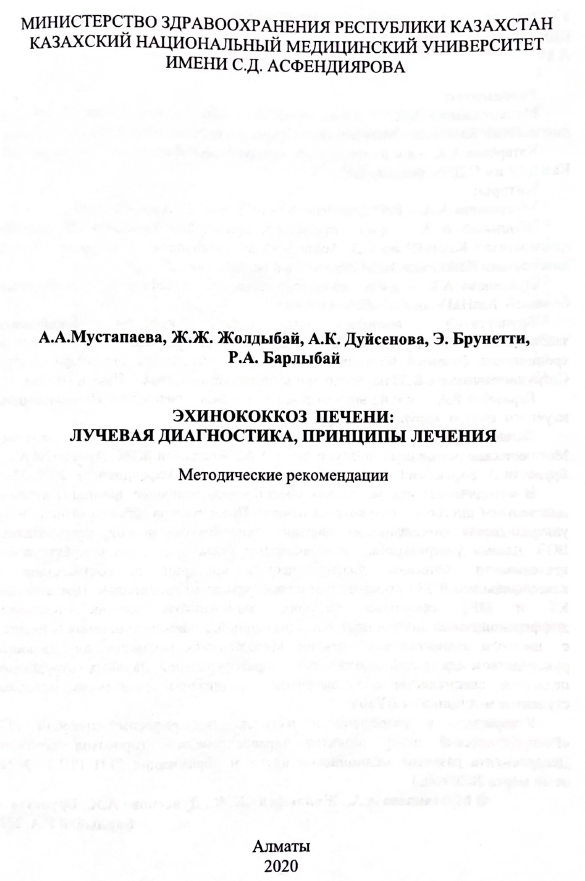 МИНИСТЕРСТВО ЗДРАВООХРАНЕНИЯ РЕСПУБЛИКИ КАЗАХСТАН
КАЗАХСКИЙ НАЦИОНАЛЬНЫЙ МЕДИЦИНСКИЙ УНИВЕРСИТЕТ
ИМЕНИ С.Д. АСФЕНДИЯРОВА
А.А.Мустапаева, Ж.Ж. Жолдыбай, А.К. Дуйсенова, Э. Брунетти,
Р.А. Барлыбай
ЭХИНОКОККОЗ ПЕЧЕНИ:
ЛУЧЕВАЯ ДИАГНОСТИКА, ПРИНЦИПЫ ЛЕЧЕНИЯ
Методические рекомендации
Алматы
2020